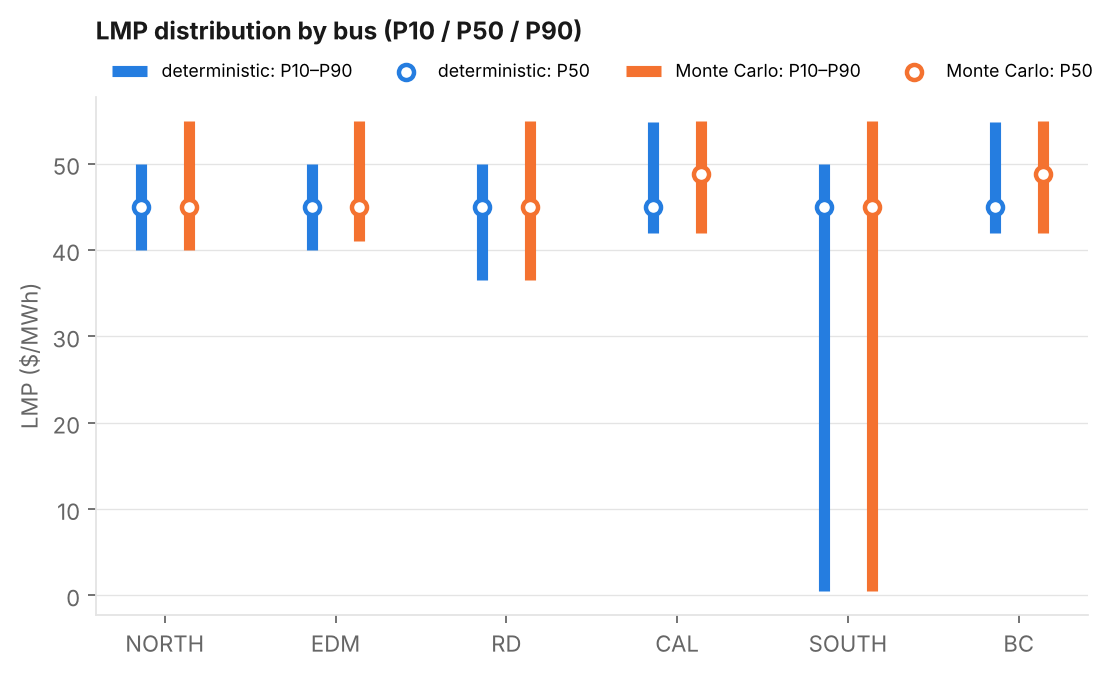 LMP distribution by bus (P10 / P50 / P90)
deterministic: P10–P90 deterministic: P50 Monte Carlo: P10–P90 Monte Carlo: P50
LMP ($/MWh)
50
40
30
20
10
0
NORTH EDM RD CAL SOUTH BC